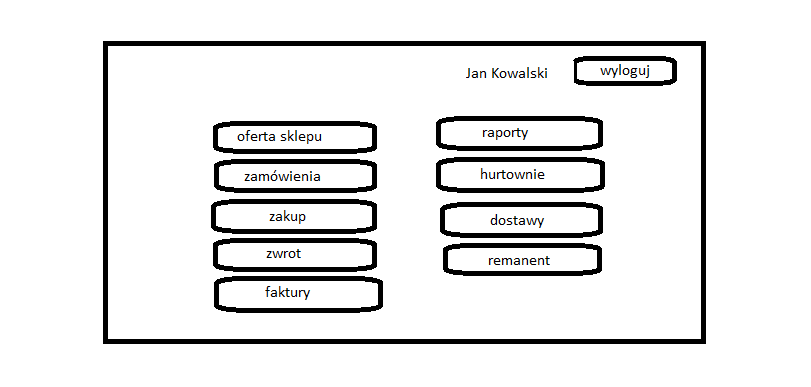 Jan Kowalski
wyloguj
oferta sklepu
zamówienia
zakup
zwrot
faktury
raporty
hurtownie
dostawy
remanent